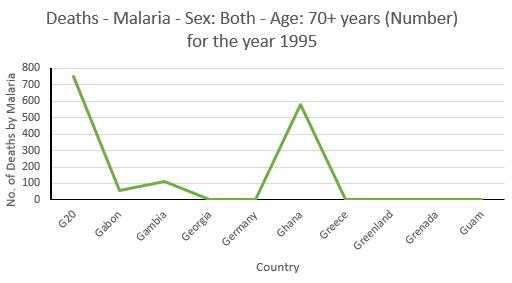 Deaths - Malaria - Sex: Both - Age: 70+ years (Number)
for the year 1995
No. of Deaths by Malaria
800
700
600
500
400
300
200
100
0
G20
Gabon
Gambia
Georgia
Germany
Ghana
Greece
Greenland
Grenada
Guam
Country